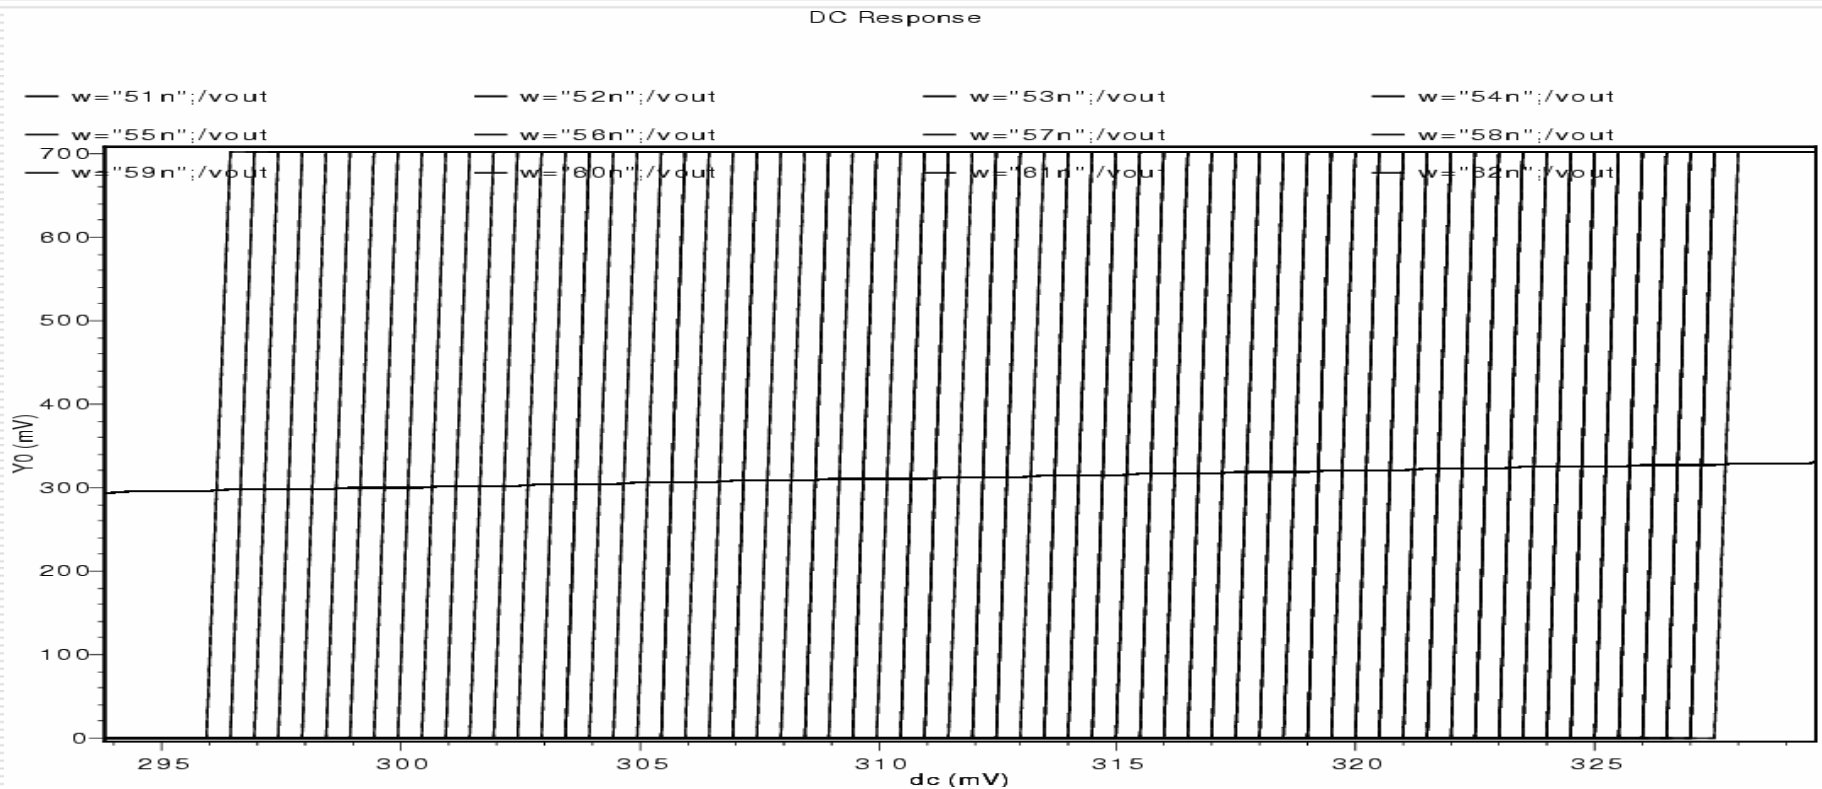 DC Response
w="51n";/vout w="52n";/vout w="53n";/vout w="54n";/vout
w="55n";/vout w="56n";/vout w="57n";/vout w="58n";/vout
700
w="59n";/vout w="60n";/vout w="61n";/vout w="62n";/vout
600
500
400
Y0 (mV)
300
200
100
0
295 300 305 310 315 320 325
dc (mV)